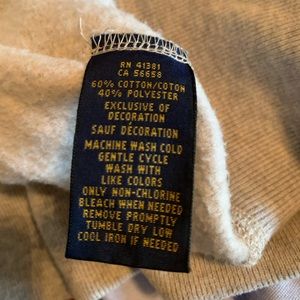 RN 41381
CA 56658
60% COTTON/COTON
40% POLYESTER
EXCLUSIVE OF
DECORATION
SAUF DÉCORATION
MACHINE WASH COLD
GENTLE CYCLE
WASH WITH
LIKE COLORS
ONLY NON-CHLORINE
BLEACH WHEN NEEDED
REMOVE PROMPTLY
TUMBLE DRY LOW
COOL IRON IF NEEDED